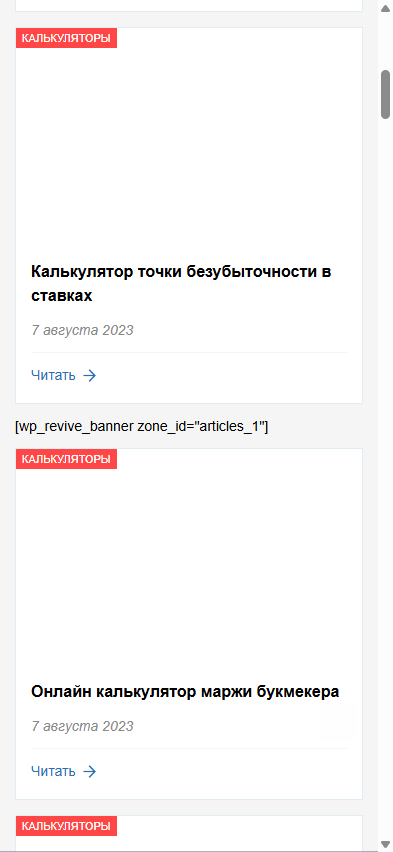 КАЛЬКУЛЯТОРЫ
Калькулятор точки безубыточности в
ставках
7 августа 2023
Читать →
[wp_revive_banner zone_id="articles_1"]
КАЛЬКУЛЯТОРЫ
Онлайн калькулятор маржи букмекера
7 августа 2023
Читать →
КАЛЬКУЛЯТОРЫ